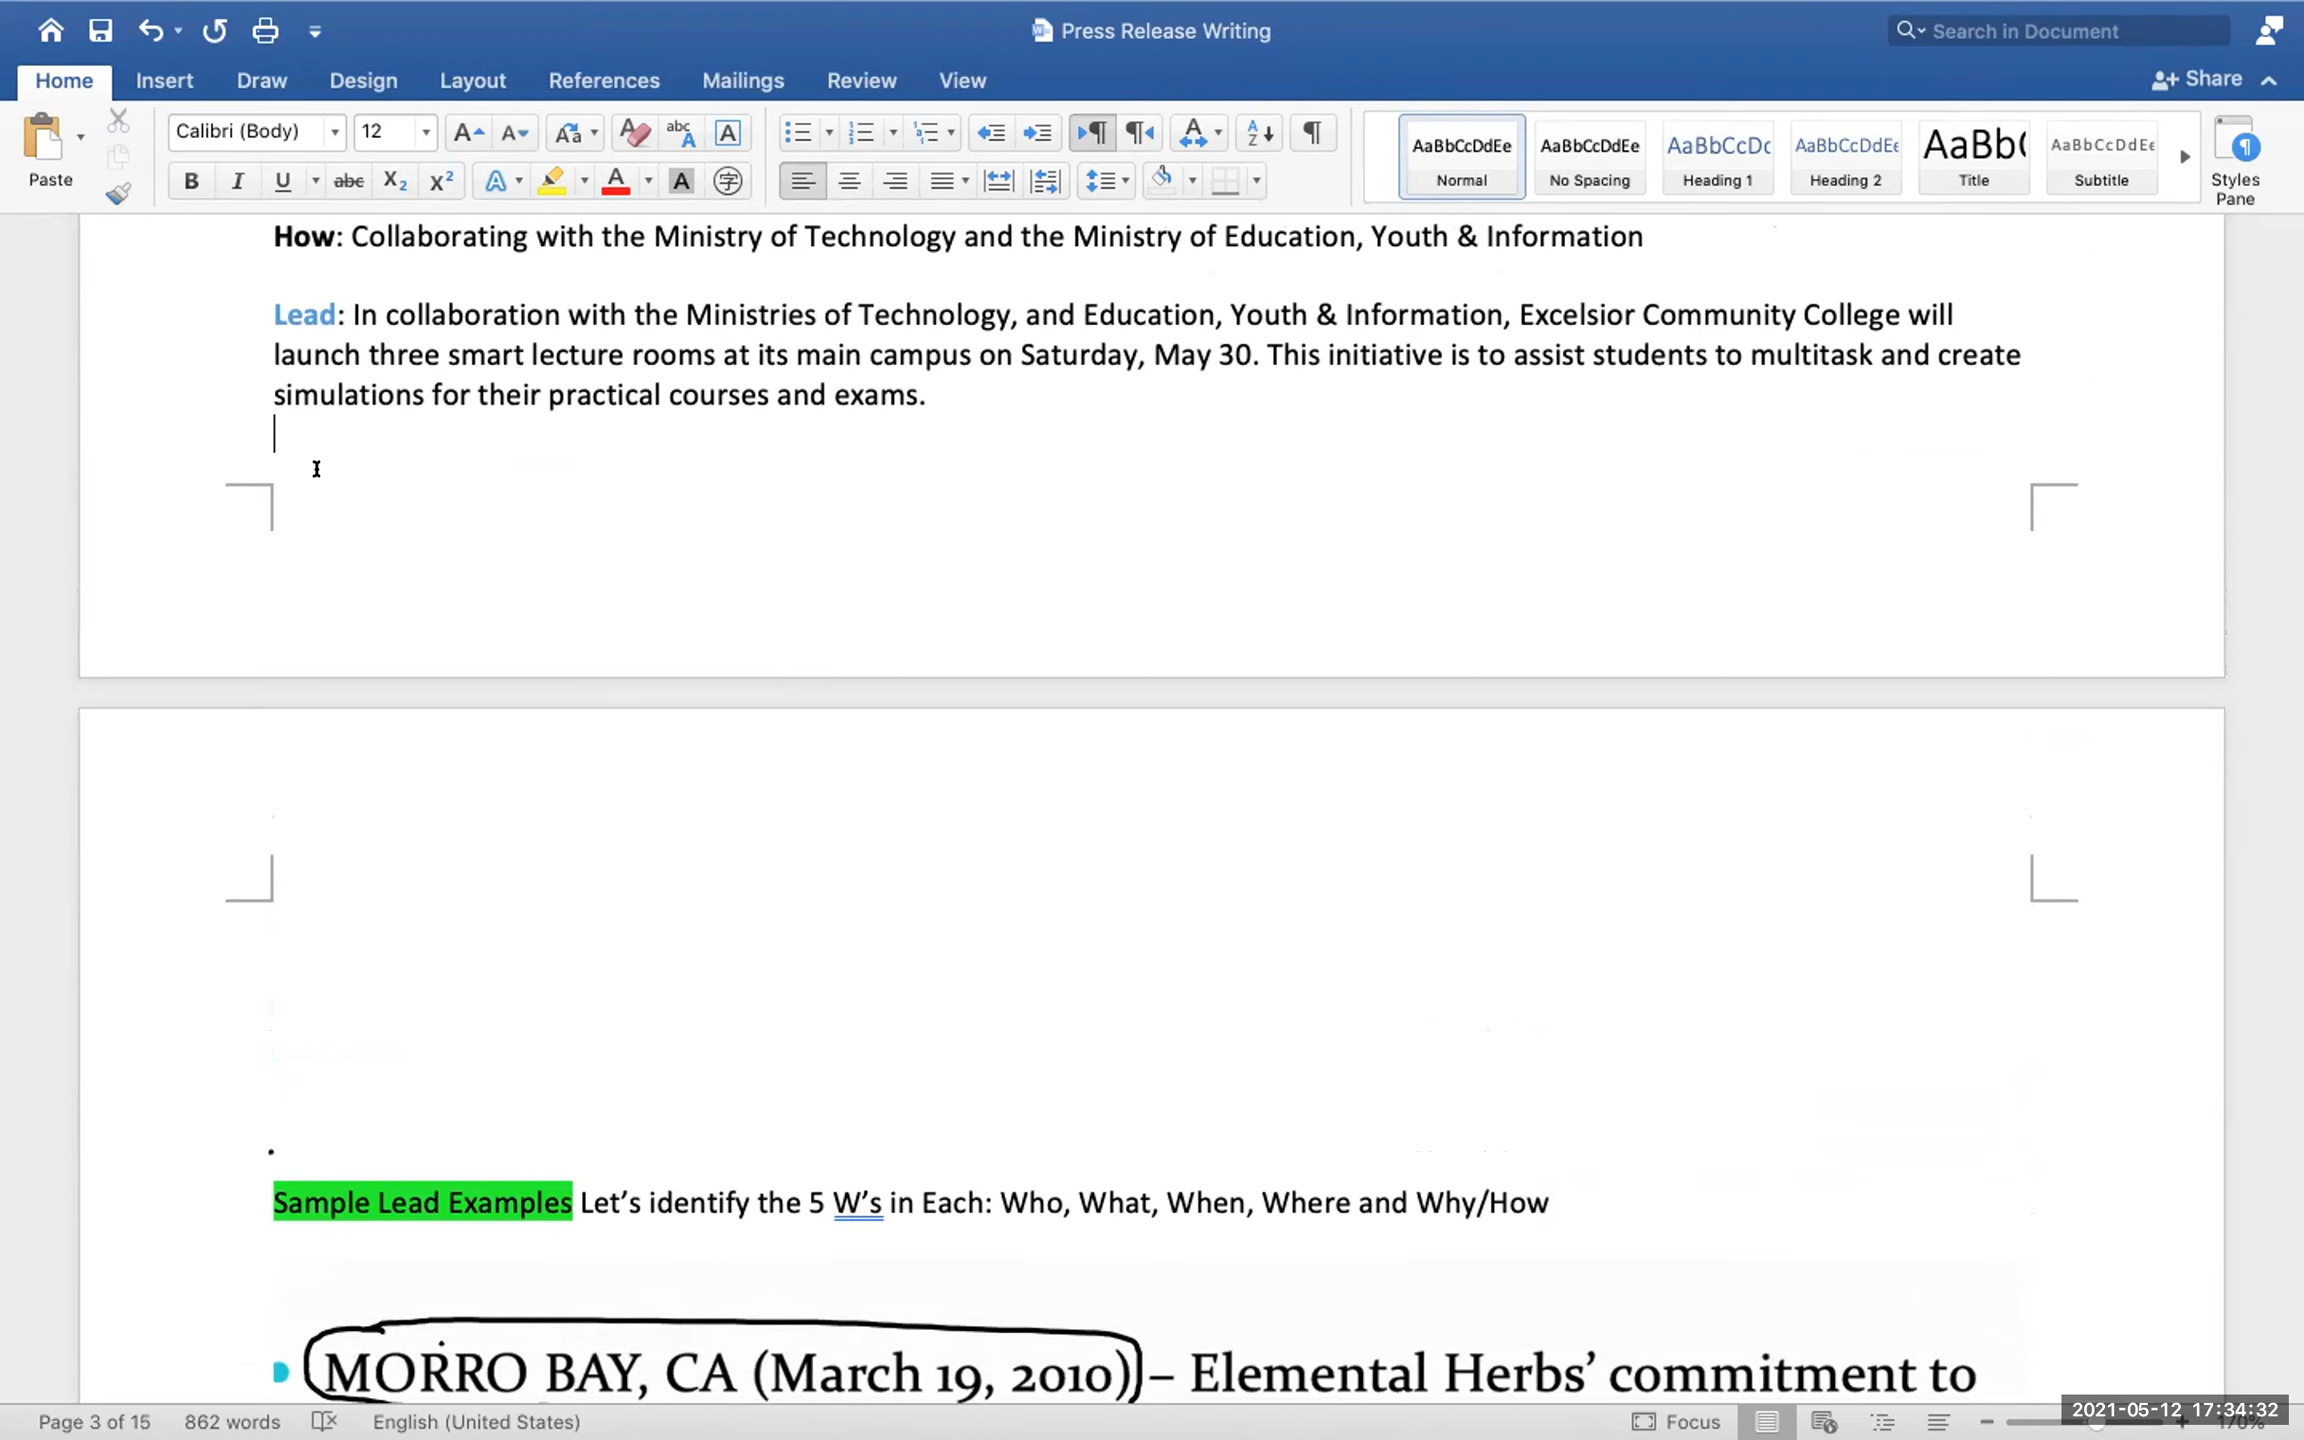 Press Release Writing
Search in Document
Home Insert Draw Design Layout References Mailings Review View
Share
Paste
Calibri (Body) 12
AaBbCcDdEe AaBbCcDdEe AaBbCcDc AaBbCcDdEe AaBb( AaBbCcDdEe
Normal No Spacing Heading 1 Heading 2 Title Subtitle
Styles
Pane
How: Collaborating with the Ministry of Technology and the Ministry of Education, Youth & Information
Lead: In collaboration with the Ministries of Technology, and Education, Youth & Information, Excelsior Community College will
launch three smart lecture rooms at its main campus on Saturday, May 30. This initiative is to assist students to multitask and create
simulations for their practical courses and exams.
Sample Lead Examples Let’s identify the 5 W’s in Each: Who, What, When, Where and Why/How
MORRO BAY, CA (March 19, 2010) – Elemental Herbs’ commitment to
Page 3 of 15 862 words English (United States)
Focus
2021-05-12 17:34:32
170%